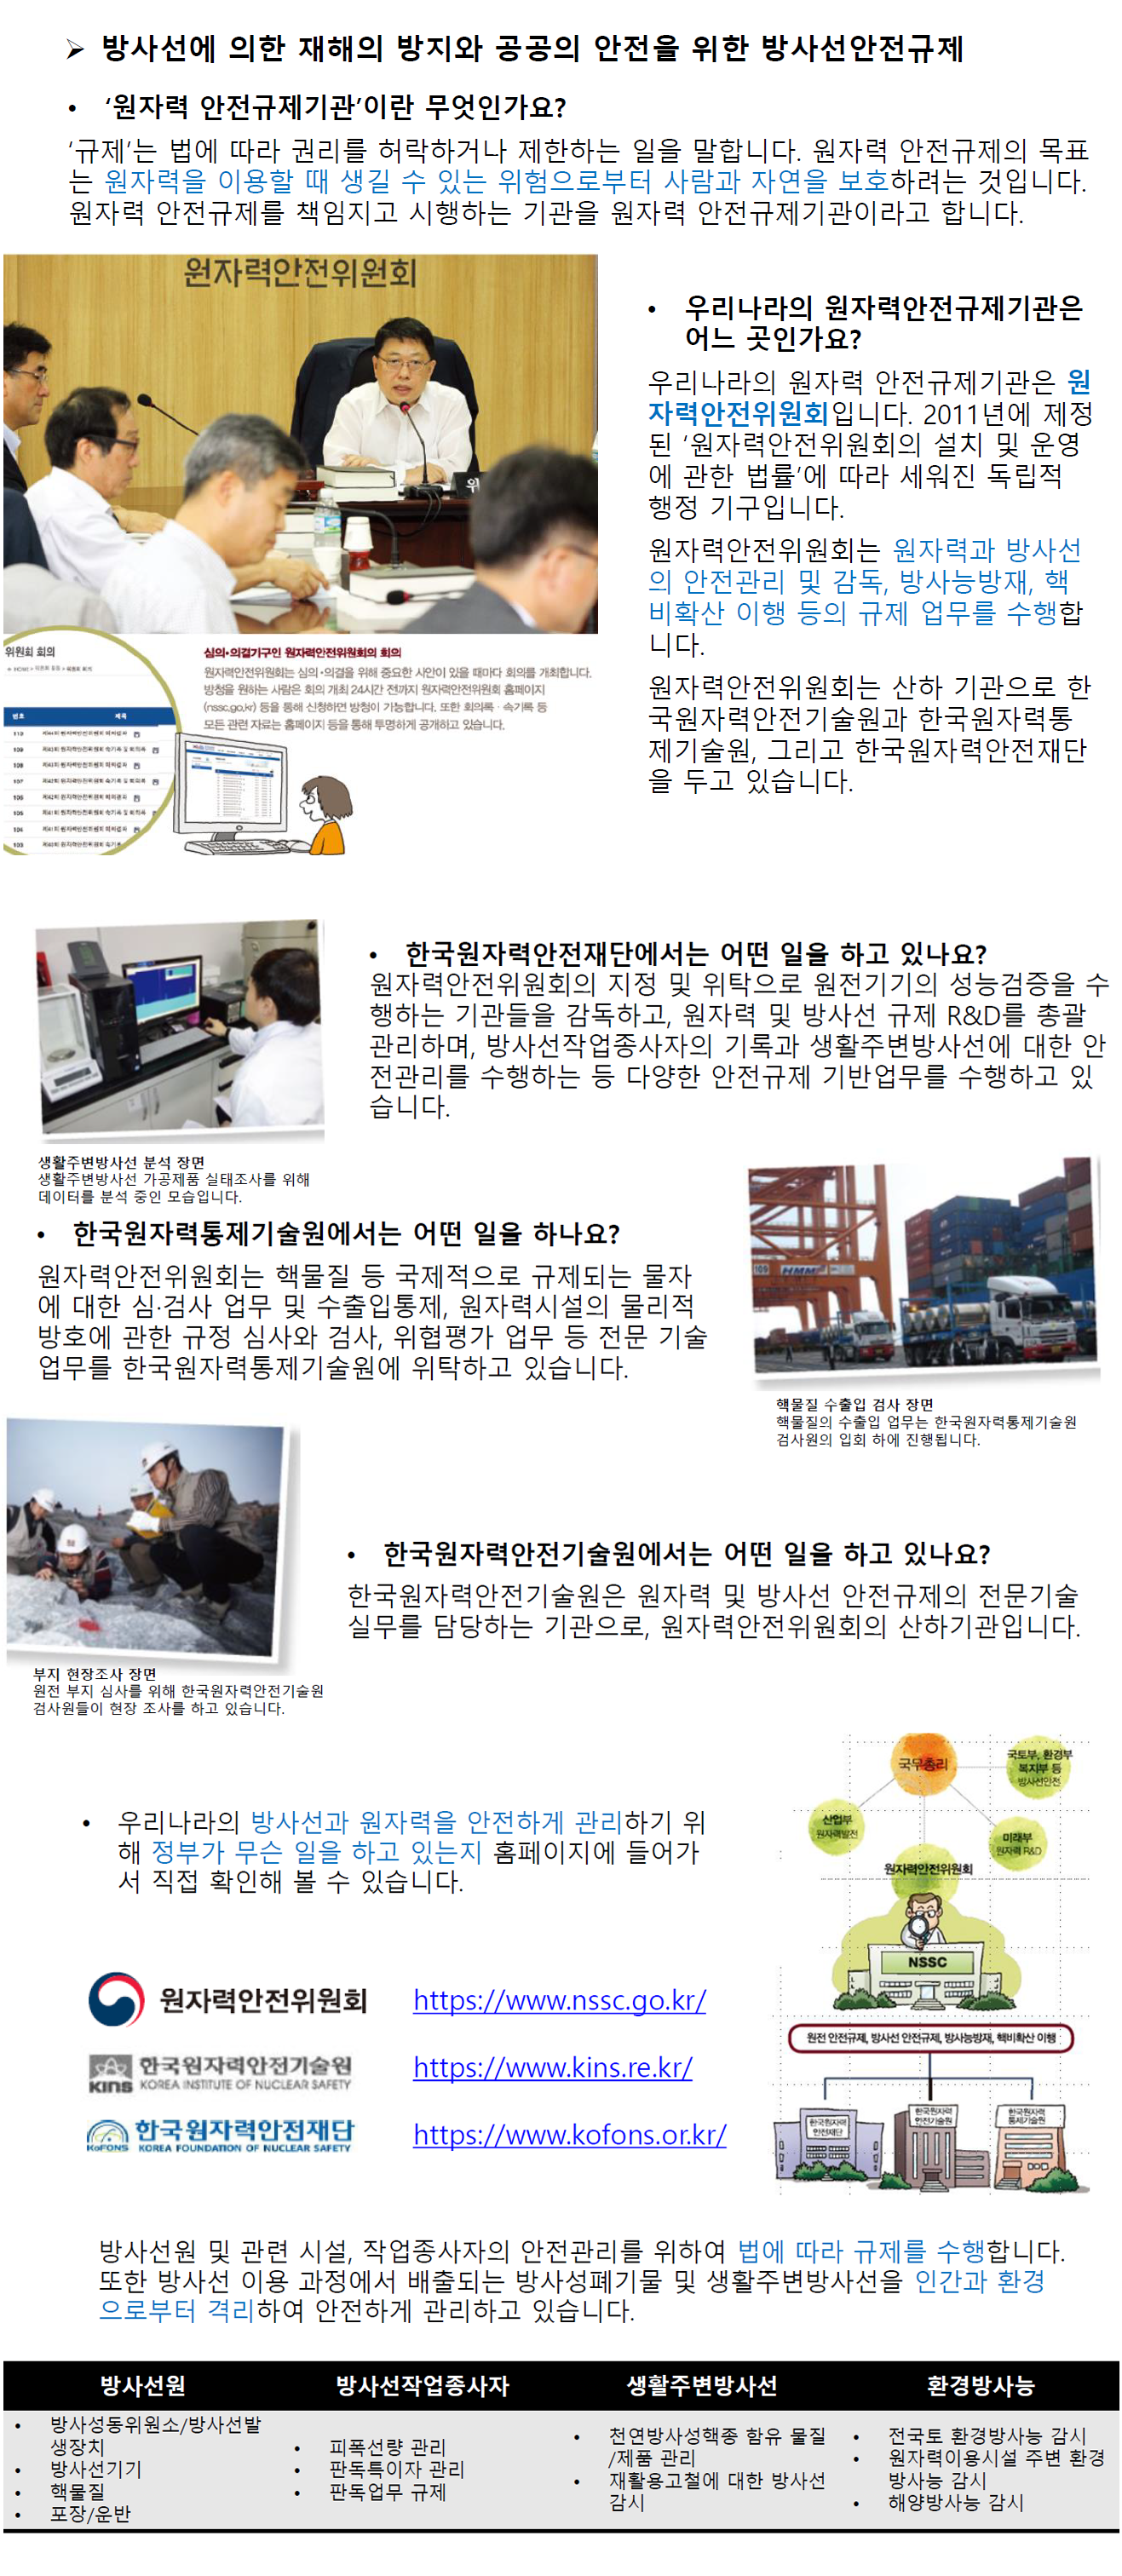 ➢ 방사선에 의한 재해의 방지와 공공의 안전을 위한 방사선안전규제
• ‘원자력 안전규제기관’이란 무엇인가요?
‘규제’는 법에 따라 권리를 허락하거나 제한하는 일을 말합니다. 원자력 안전규제의 목표
는 원자력을 이용할 때 생길 수 있는 위험으로부터 사람과 자연을 보호하려는 것입니다.
원자력 안전규제를 책임지고 시행하는 기관을 원자력 안전규제기관이라고 합니다.
원자력안전위원회
위
• 우리나라의 원자력안전규제기관은
어느 곳인가요?
우리나라의 원자력 안전규제기관은 원
자력안전위원회입니다. 2011년에 제정
된 ‘원자력안전위원회의 설치 및 운영
에 관한 법률’에 따라 세워진 독립적
행정 기구입니다.
원자력안전위원회는 원자력과 방사선
의 안전관리 및 감독, 방사능방재, 핵
비확산 이행 등의 규제 업무를 수행합
니다.
원자력안전위원회는 산하 기관으로 한
국원자력안전기술원과 한국원자력통
제기술원, 그리고 한국원자력안전재단
을 두고 있습니다.
위원회 회의
번호 제목
110
109
108
107
106
105
104
103
심의·의결기구인 원자력안전위원회의 회의
원자력안전위원회는 심의·의결을 위해 중요한 사안이 있을 때마다 회의를 개최합니다.
방청을 원하는 사람은 회의 개최 24시간 전까지 원자력안전위원회 홈페이지
(nssc.go.kr) 등을 통해 신청하면 방청이 가능합니다. 또한 회의록·속기록 등
모든 관련 자료는 홈페이지 등을 통해 투명하게 공개하고 있습니다.
• 한국원자력안전재단에서는 어떤 일을 하고 있나요?
원자력안전위원회의 지정 및 위탁으로 원전기기의 성능검증을 수
행하는 기관들을 감독하고, 원자력 및 방사선 규제 R&D를 총괄
관리하며, 방사선작업종사자의 기록과 생활주변방사선에 대한 안
전관리를 수행하는 등 다양한 안전규제 기반업무를 수행하고 있
습니다.
생활주변방사선 분석 장면
생활주변방사선 가공제품 실태조사를 위해
데이터를 분석 중인 모습입니다.
• 한국원자력통제기술원에서는 어떤 일을 하나요?
원자력안전위원회는 핵물질 등 국제적으로 규제되는 물자
에 대한 심·검사 업무 및 수출입통제, 원자력시설의 물리적
방호에 관한 규정 심사와 검사, 위협평가 업무 등 전문 기술
업무를 한국원자력통제기술원에 위탁하고 있습니다.
109 HMM
핵물질 수출입 검사 장면
핵물질의 수출입 업무는 한국원자력통제기술원
검사원의 입회 하에 진행됩니다.
• 한국원자력안전기술원에서는 어떤 일을 하고 있나요?
한국원자력안전기술원은 원자력 및 방사선 안전규제의 전문기술
실무를 담당하는 기관으로, 원자력안전위원회의 산하기관입니다.
부지 현장조사 장면
원전 부지 심사를 위해 한국원자력안전기술원
검사원들이 현장 조사를 하고 있습니다.
• 우리나라의 방사선과 원자력을 안전하게 관리하기 위
해 정부가 무슨 일을 하고 있는지 홈페이지에 들어가
서 직접 확인해 볼 수 있습니다.
국무총리
국토부, 환경부
복지부 등
방사선안전
산업부
원자력발전
미래부
원자력 R&D
원자력안전위원회
NSSC
원전 안전규제, 방사선 안전규제, 방사능방재, 핵비확산 이행
한국원자력
안전재단
한국원자력
안전기술원
한국원자력
통제기술원
원자력안전위원회 https://www.nssc.go.kr/
KINS 한국원자력안전기술원
KOREA INSTITUTE OF NUCLEAR SAFETY
https://www.kins.re.kr/
KoFONS 한국원자력안전재단
KOREA FOUNDATION OF NUCLEAR SAFETY
https://www.kofons.or.kr/
방사선원 및 관련 시설, 작업종사자의 안전관리를 위하여 법에 따라 규제를 수행합니다.
또한 방사선 이용 과정에서 배출되는 방사성폐기물 및 생활주변방사선을 인간과 환경
으로부터 격리하여 안전하게 관리하고 있습니다.
방사선원 방사선작업종사자 생활주변방사선 환경방사능
• 방사성동위원소/방사선발
생장치
• 방사선기기
• 핵물질
• 포장/운반
• 피폭선량 관리
• 판독특이자 관리
• 판독업무 규제
• 천연방사성핵종 함유 물질
/제품 관리
• 재활용고철에 대한 방사선
감시
• 전국토 환경방사능 감시
• 원자력이용시설 주변 환경
방사능 감시
• 해양방사능 감시